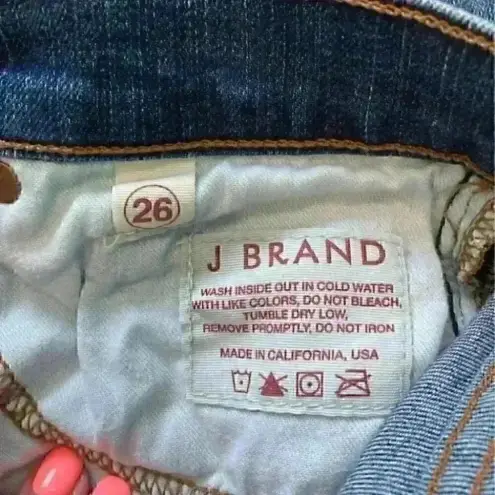 26
J BRAND
WASH INSIDE OUT IN COLD WATER
WITH LIKE COLORS, DO NOT BLEACH,
TUMBLE DRY LOW,
REMOVE PROMPTLY, DO NOT IRON
MADE IN CALIFORNIA, USA